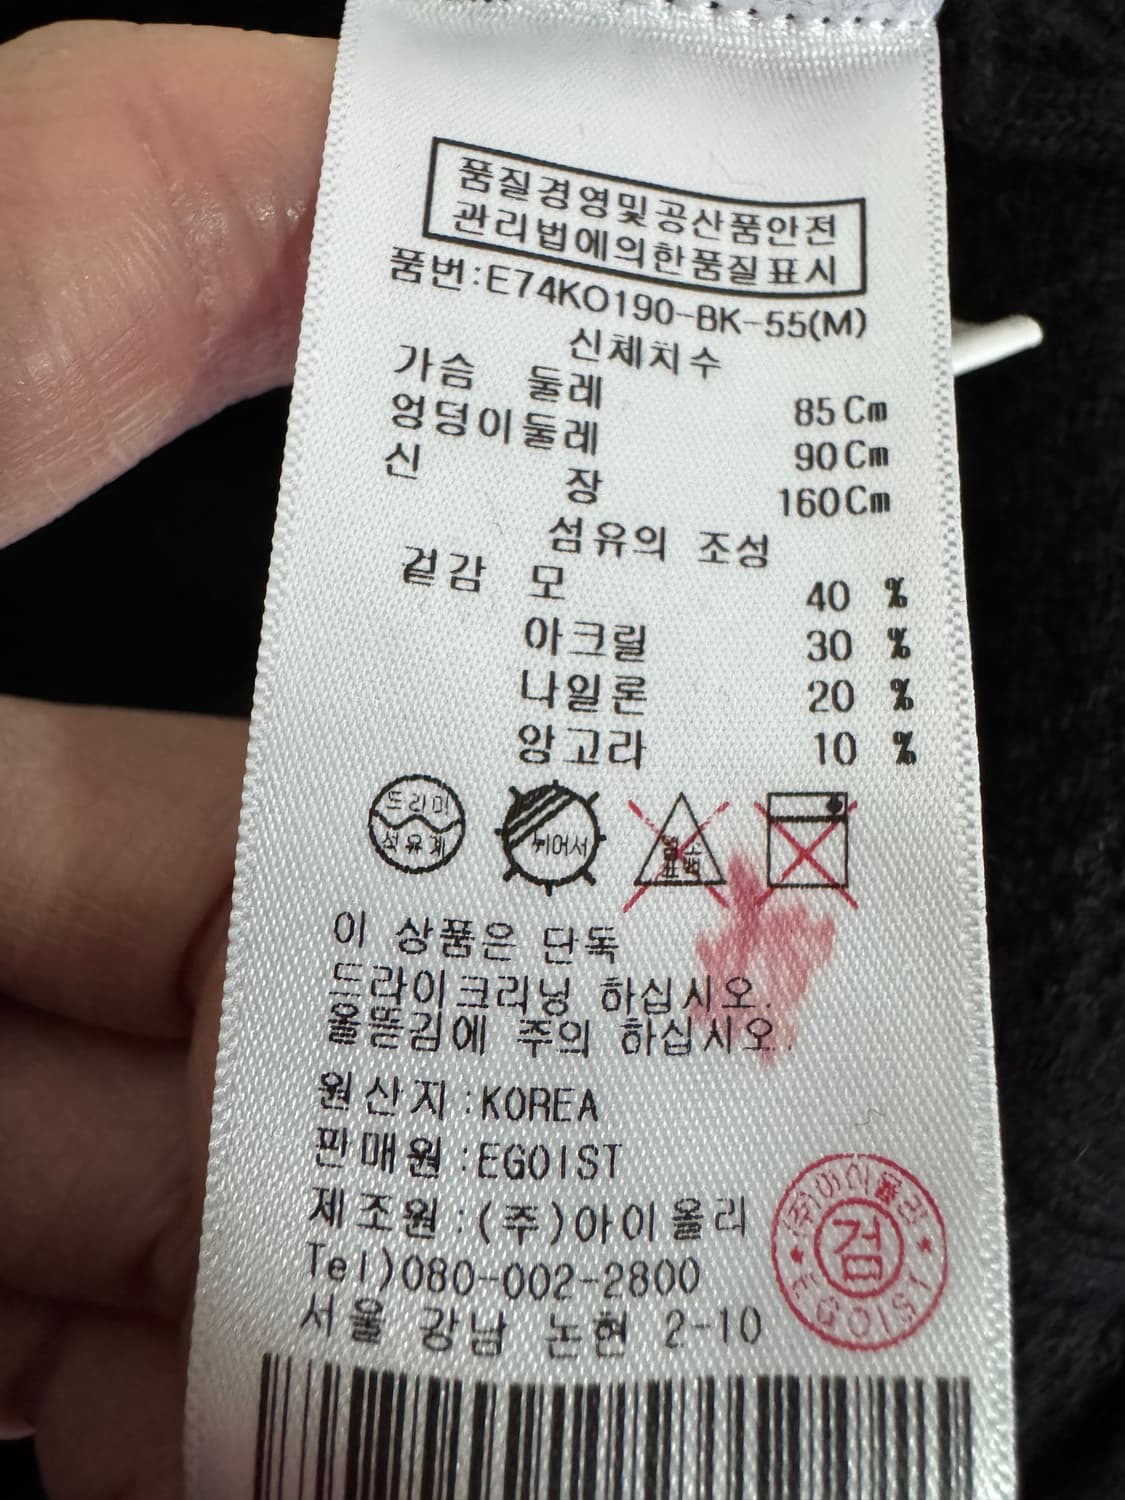 품질경영및공산품안전
관리법에의한품질표시
품번:E74KO190-BK-55(M)
신체치수
가슴 둘레 85Cm
엉덩이둘레 90Cm
신 장 160Cm
섬유의 조성
겉감 모 40 %
아크릴 30 %
나일론 20 %
앙고라 10 %
드라이
석유계
뉘어서
염소
표백
이 상품은 단독
드라이크리닝 하십시오.
올뜯김에 주의 하십시오.
원산지:KOREA
판매원:EGOIST
제조원:(주)아이올리
Tel)080-002-2800
서울 강남 논현 2-10
(주)아이올리
검
EGOIST